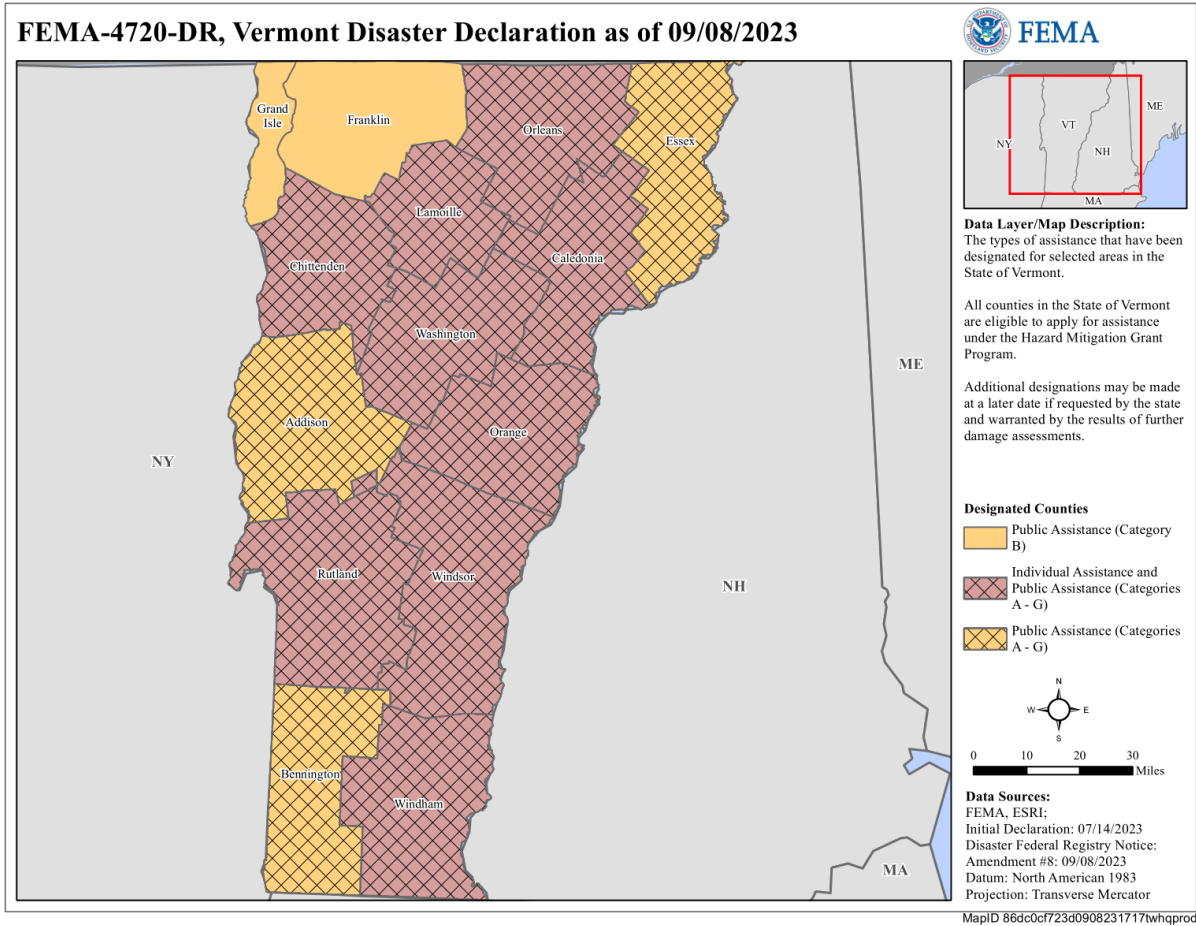 FEMA-4720-DR, Vermont Disaster Declaration as of 09/08/2023
FEMA
Grand
Isle
Franklin
Orleans
Essex
Lamoille
Chittenden
Caledonia
Washington
Addison
Orange
Rutland
Windsor
Bennington
Windham
NY
NH
ME
MA
NY
VT
NH
ME
MA
Data Layer/Map Description:
The types of assistance that have been
designated for selected areas in the
State of Vermont.
All counties in the State of Vermont
are eligible to apply for assistance
under the Hazard Mitigation Grant
Program.
Additional designations may be made
at a later date if requested by the state
and warranted by the results of further
damage assessments.
Designated Counties
Public Assistance (Category
B)
Individual Assistance and
Public Assistance (Categories
A - G)
Public Assistance (Categories
A - G)
N
W E
S
0 10 20 30
Miles
Data Sources:
FEMA, ESRI;
Initial Declaration: 07/14/2023
Disaster Federal Registry Notice:
Amendment #8: 09/08/2023
Datum: North American 1983
Projection: Transverse Mercator
MapID 86dc0cf723d0908231717twhqprod